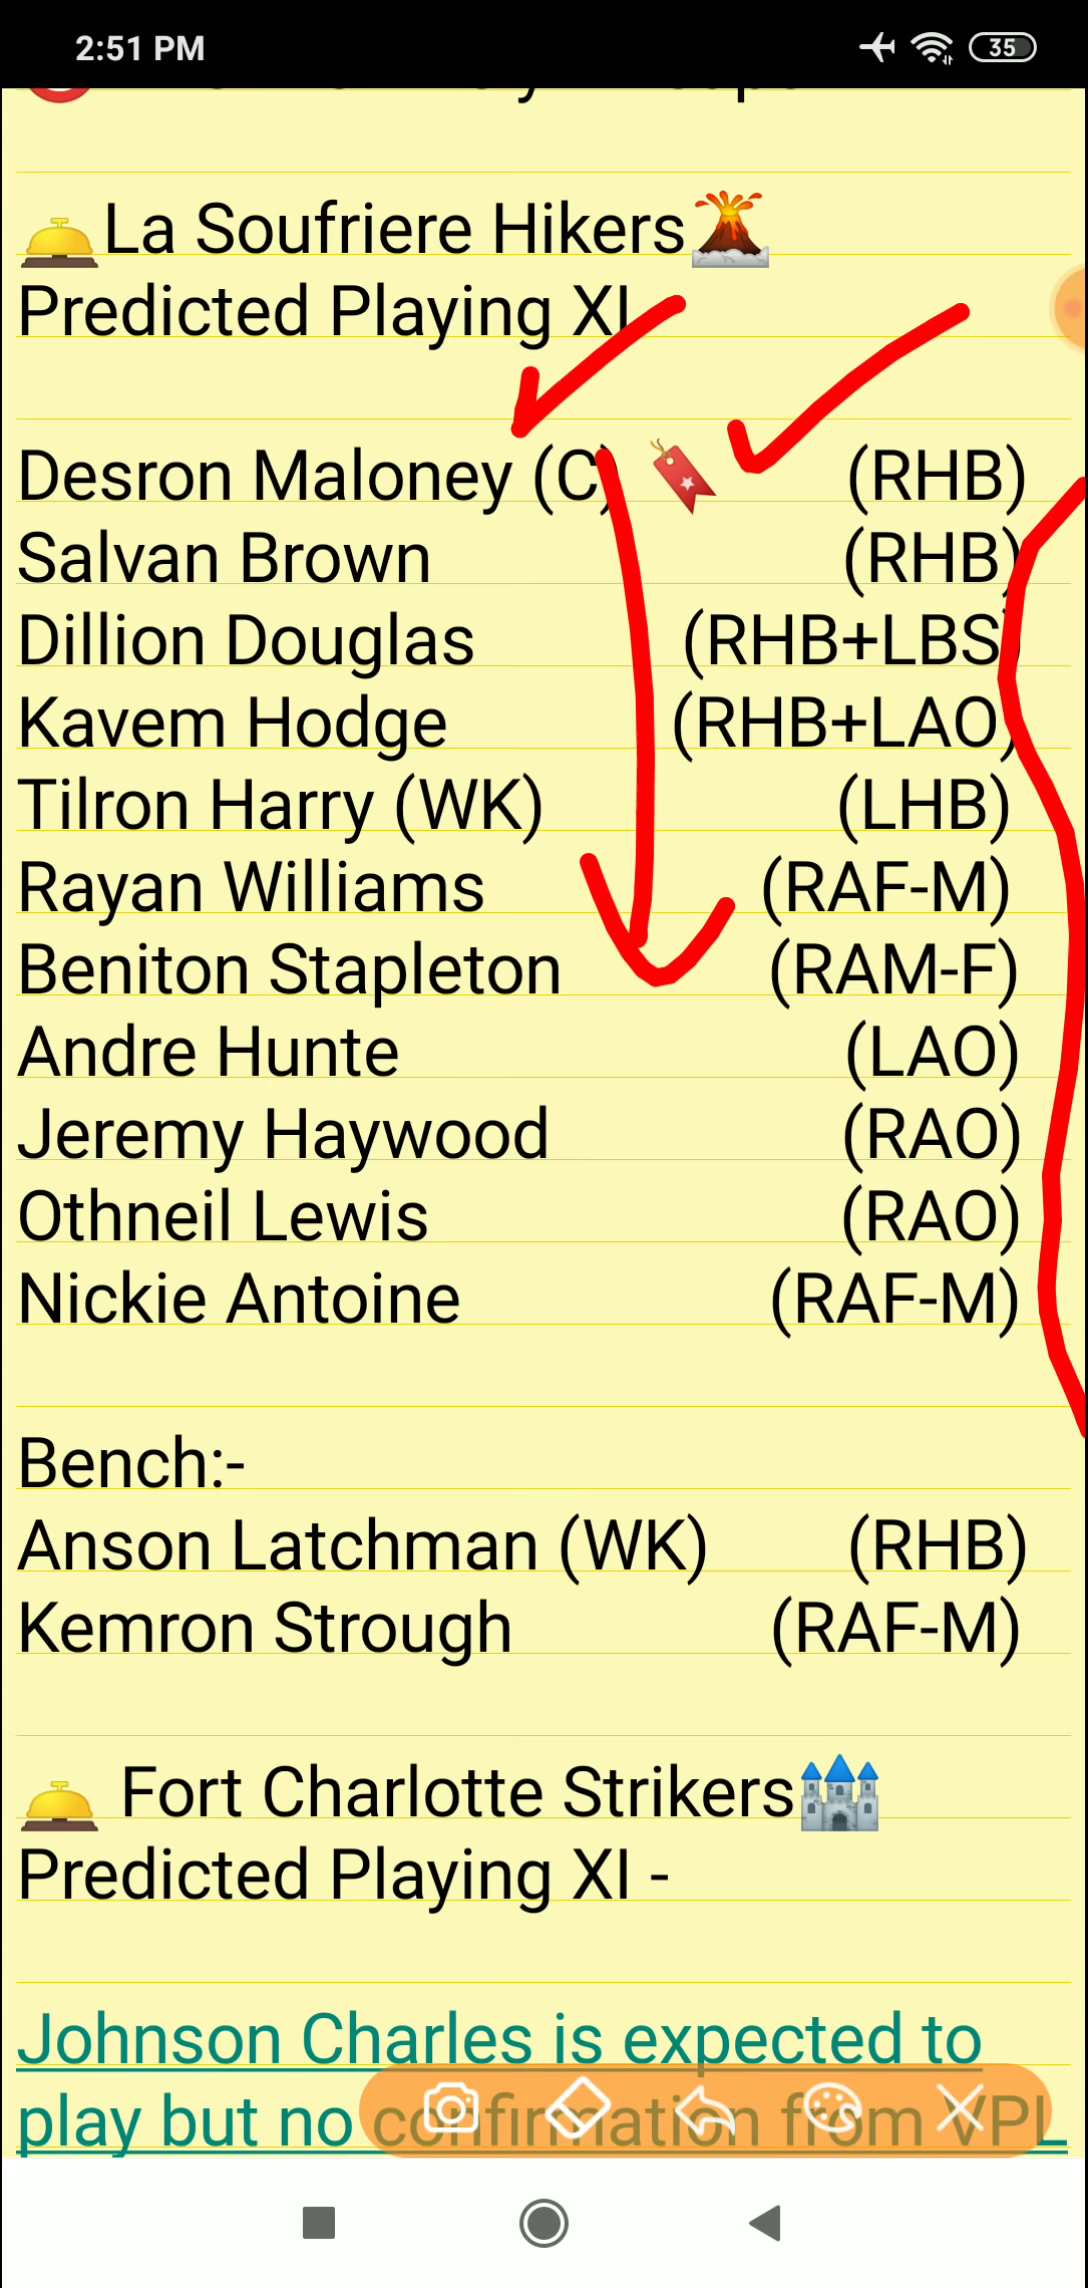 2:51 PM
35
La Soufriere Hikers
Predicted Playing XI
Desron Maloney (C) (RHB)
Salvan Brown (RHB)
Dillion Douglas (RHB+LBS)
Kavem Hodge (RHB+LAO)
Tilron Harry (WK) (LHB)
Rayan Williams (RAF-M)
Beniton Stapleton (RAM-F)
Andre Hunte (LAO)
Jeremy Haywood (RAO)
Othneil Lewis (RAO)
Nickie Antoine (RAF-M)
Bench:-
Anson Latchman (WK) (RHB)
Kemron Strough (RAF-M)
Fort Charlotte Strikers
Predicted Playing XI -
Johnson Charles is expected to
play but no confirmation from VPL